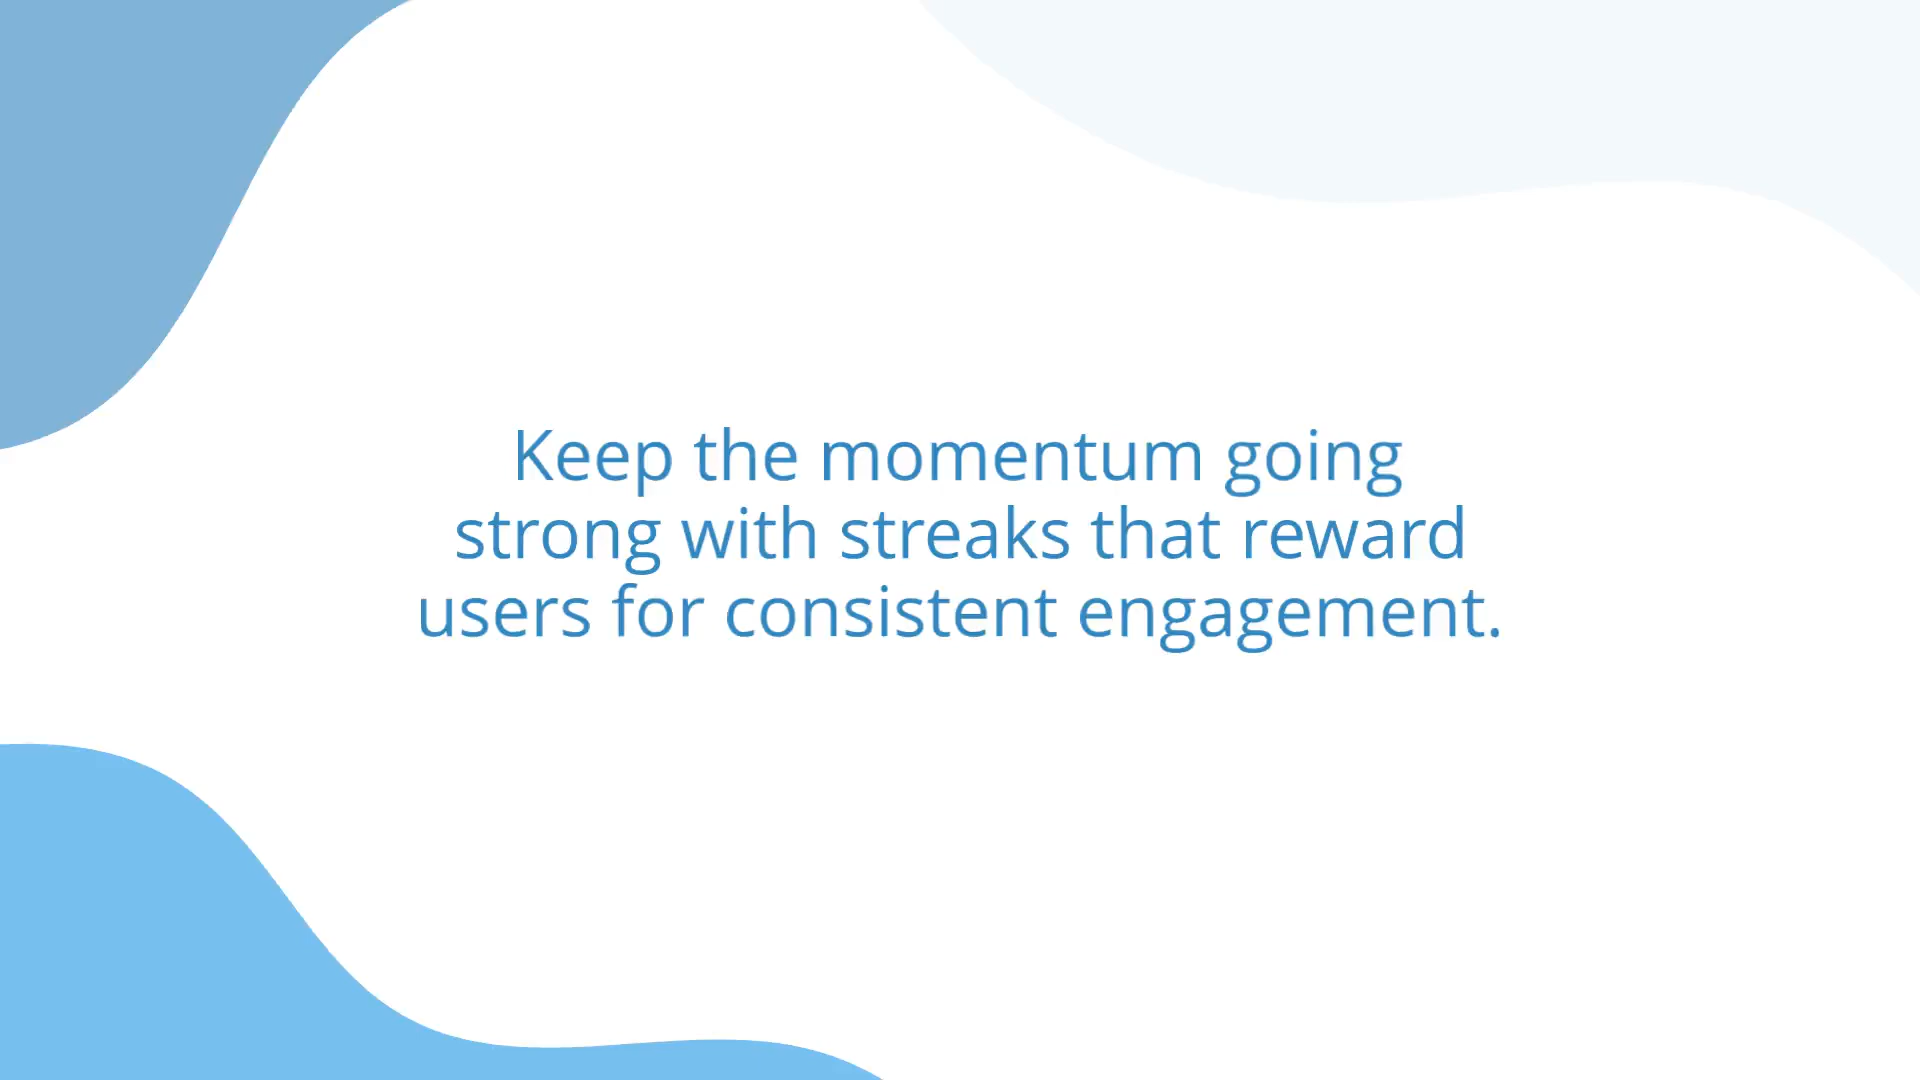 Keep the momentum going
strong with streaks that reward
users for consistent engagement.